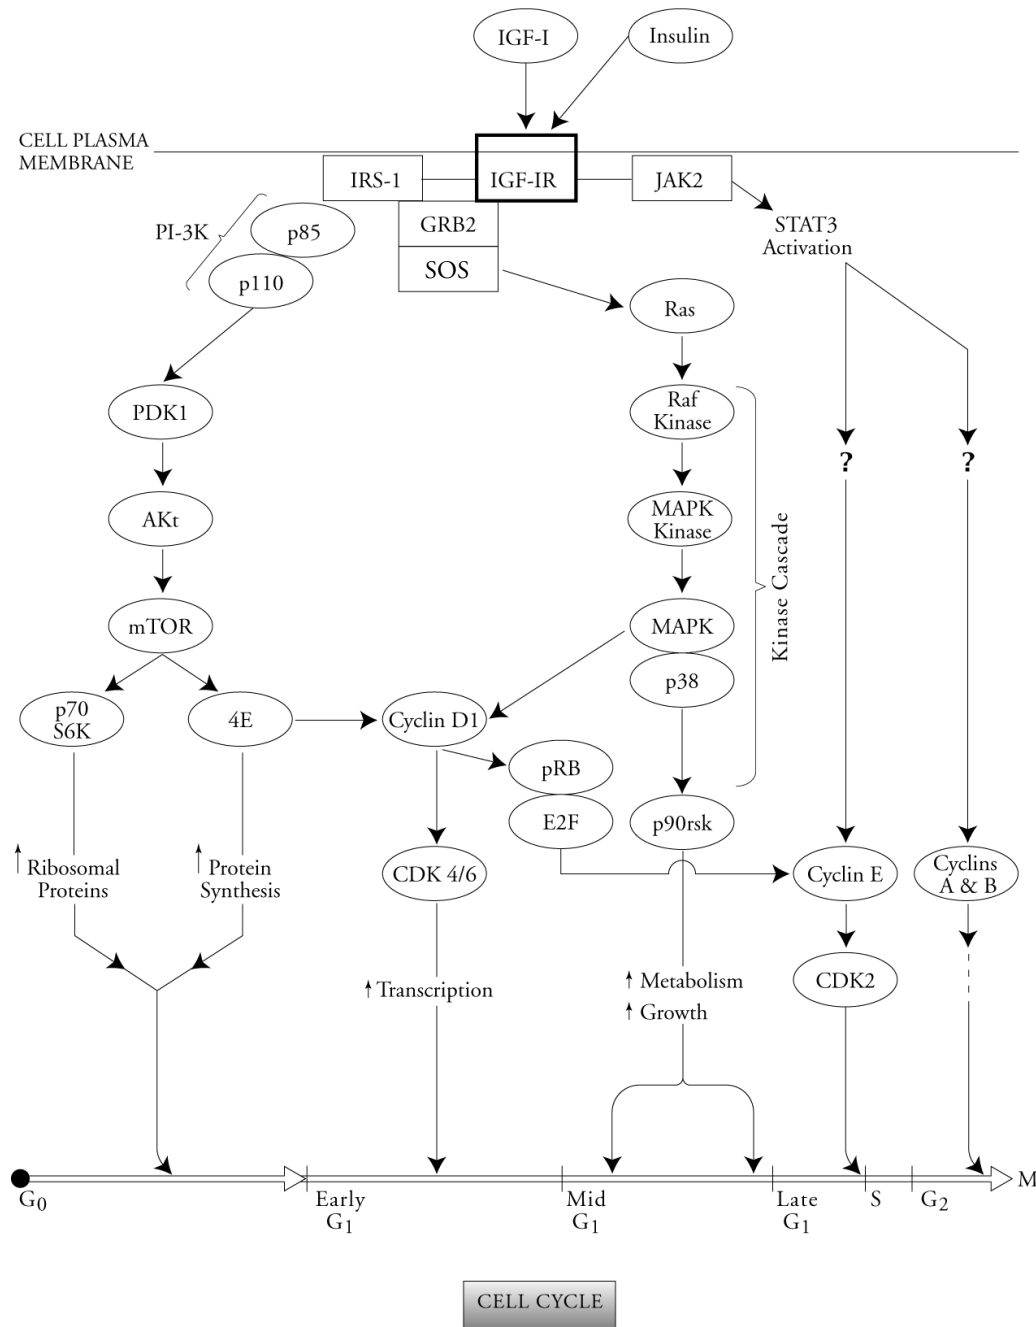 IGF-I
Insulin
CELL PLASMA
MEMBRANE
IRS-1
IGF-IR
JAK2
PI-3K
p85
GRB2
STAT3
Activation
p110
SOS
Ras
PDK1
Raf
Kinase
?
?
AKt
MAPK
Kinase
Kinase Cascade
mTOR
MAPK
p38
p70
S6K
4E
Cyclin D1
pRB
E2F
p90rsk
Ribosomal
Proteins
Protein
Synthesis
CDK 4/6
Cyclin E
Cyclins
A & B
Transcription
Metabolism
Growth
CDK2
G0
Early
G1
Mid
G1
Late
G1
S
G2
M
CELL CYCLE